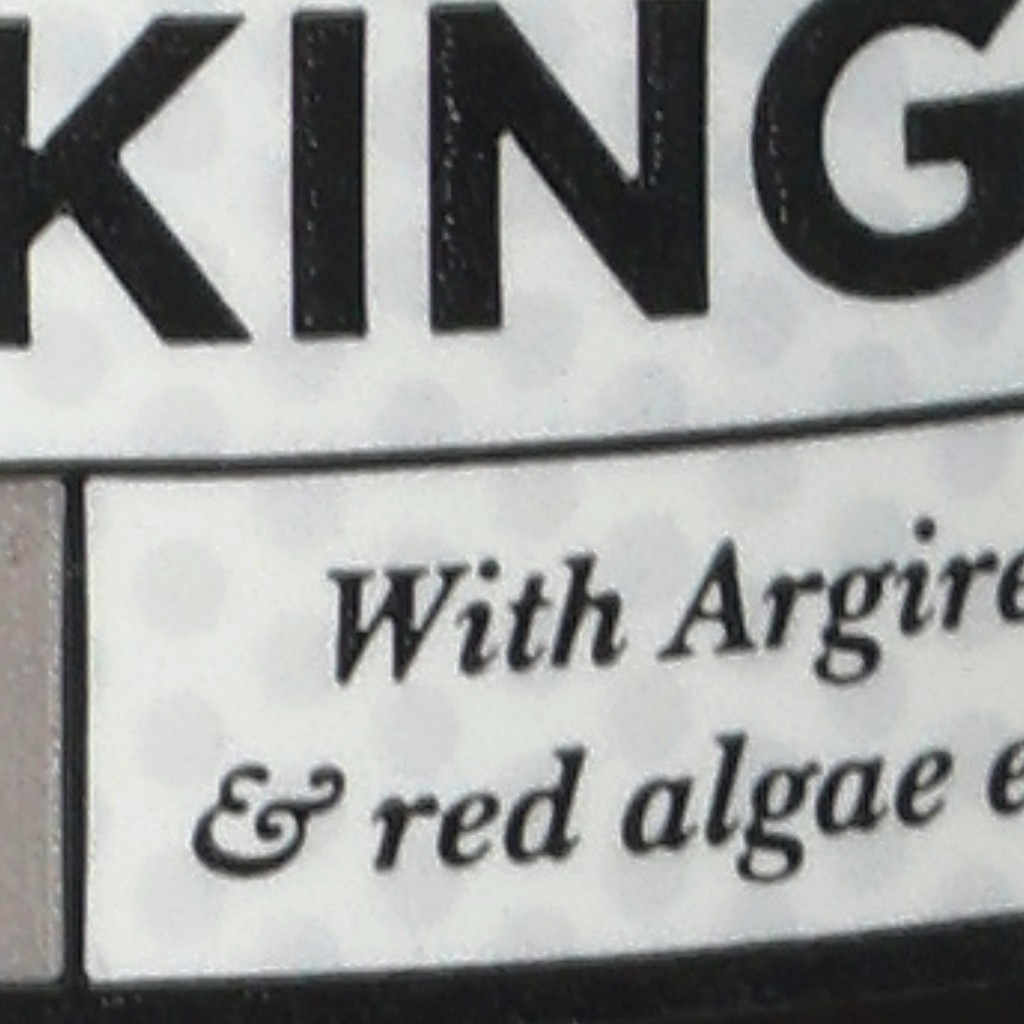 KING
With Argire
& red algae e